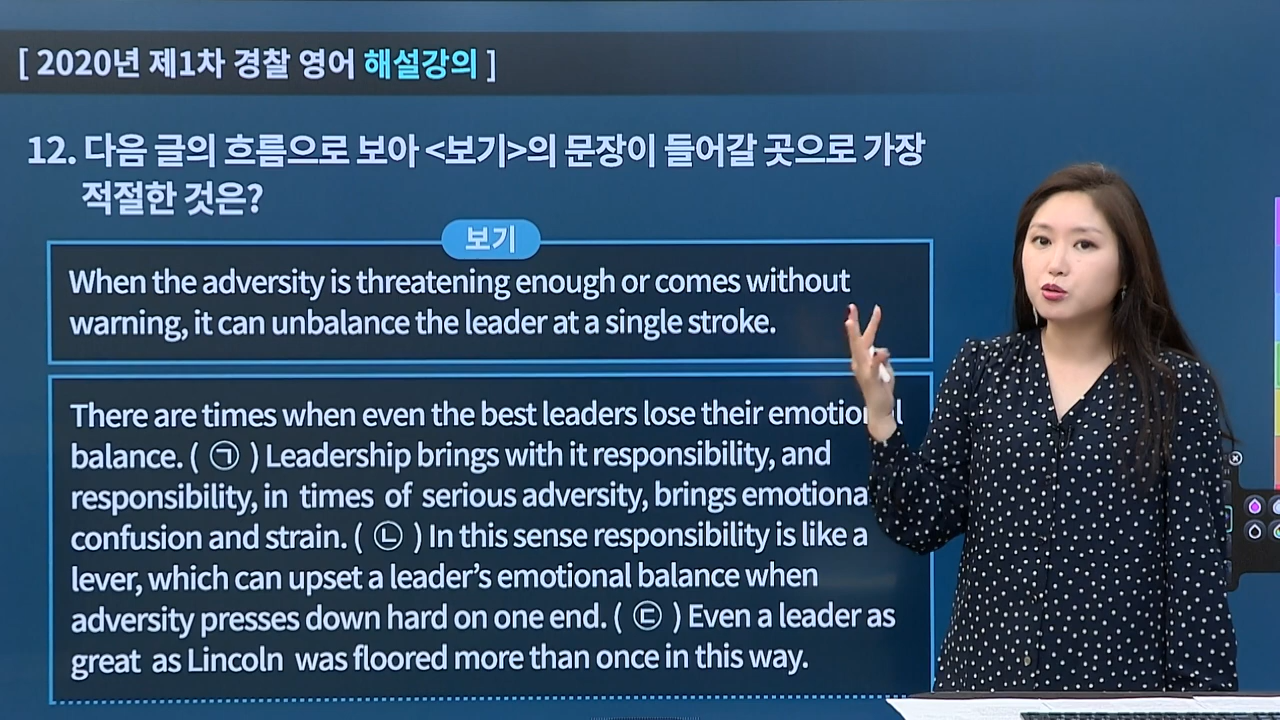 [ 2020년 제1차 경찰 영어 해설강의 ]
12. 다음 글의 흐름으로 보아 <보기>의 문장이 들어갈 곳으로 가장
적절한 것은?
보기
When the adversity is threatening enough or comes without
warning, it can unbalance the leader at a single stroke.
There are times when even the best leaders lose their
balance. ( ㉠ ) Leadership brings with it responsibility, and
responsibility, in times of serious adversity, brings
confusion and strain. ( ㉡ ) In this sense responsibility is like a
lever, which can upset a leader's emotional balance when
adversity presses down hard on one end. ( ㉢ ) Even a leader as
great as Lincoln was floored more than once in this way.